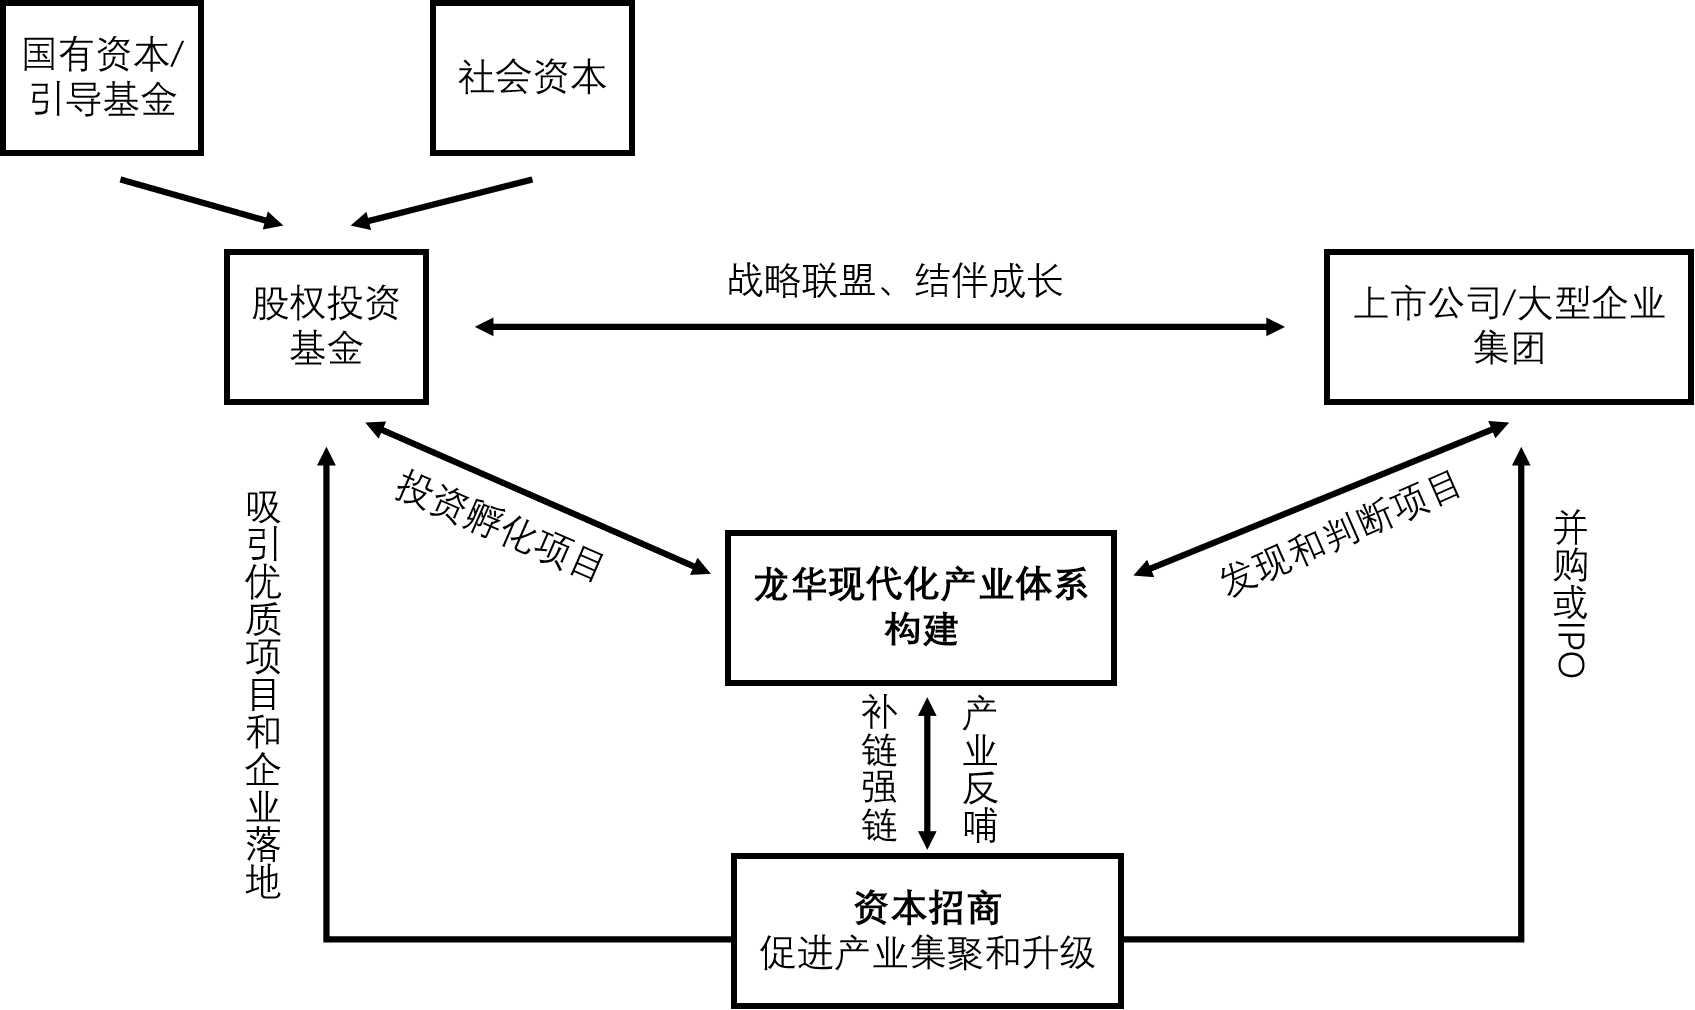 国有资本/
引导基金
社会资本
股权投资
基金
战略联盟、结伴成长
上市公司/大型企业
集团
投资孵化项目
发现和判断项目
吸引优质项目和企业落地
并购或IPO
龙华现代化产业体系
构建
补链强链
产业反哺
资本招商
促进产业集聚和升级